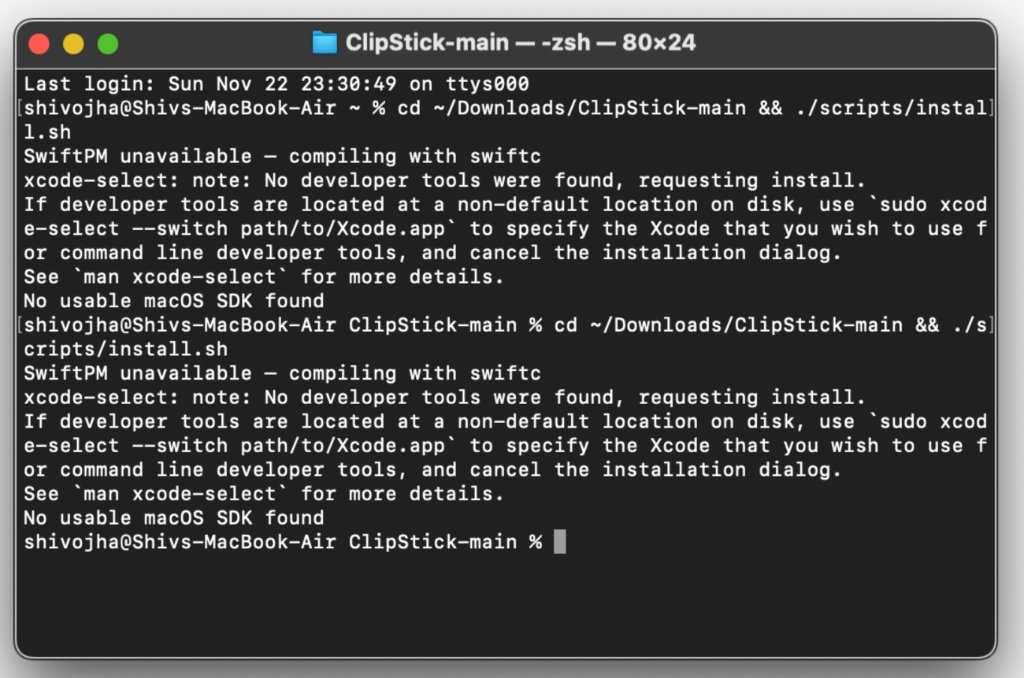 ClipStick-main — -zsh — 80×24
Last login: Sun Nov 22 23:30:49 on ttys000
[shivojha@Shivs-MacBook-Air ~ % cd ~/Downloads/ClipStick-main && ./scripts/instal]
l.sh
SwiftPM unavailable — compiling with swiftc
xcode-select: note: No developer tools were found, requesting install.
If developer tools are located at a non-default location on disk, use `sudo xcod
e-select --switch path/to/Xcode.app` to specify the Xcode that you wish to use f
or command line developer tools, and cancel the installation dialog.
See `man xcode-select` for more details.
No usable macOS SDK found
[shivojha@Shivs-MacBook-Air ClipStick-main % cd ~/Downloads/ClipStick-main && ./s]
cripts/install.sh
SwiftPM unavailable — compiling with swiftc
xcode-select: note: No developer tools were found, requesting install.
If developer tools are located at a non-default location on disk, use `sudo xcod
e-select --switch path/to/Xcode.app` to specify the Xcode that you wish to use f
or command line developer tools, and cancel the installation dialog.
See `man xcode-select` for more details.
No usable macOS SDK found
shivojha@Shivs-MacBook-Air ClipStick-main %